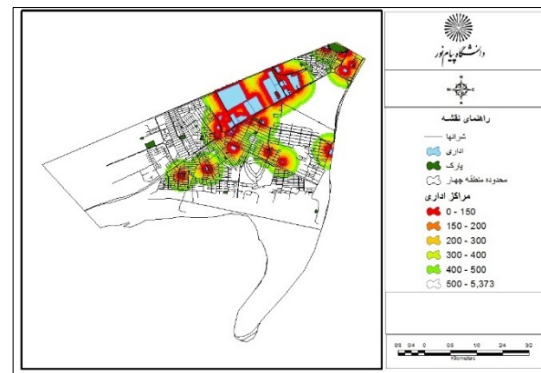 دانشگاه پیام نور
راهنمای نقشه
اداری
پارک
محدوده منطقه چهار
مراکز اداری
0 - 150
150 - 200
200 - 300
300 - 400
400 - 500
500 - 5,373
Kilometers